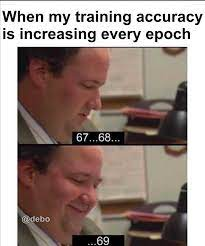 When my training accuracy
is increasing every epoch
67...68...
@debo
...69